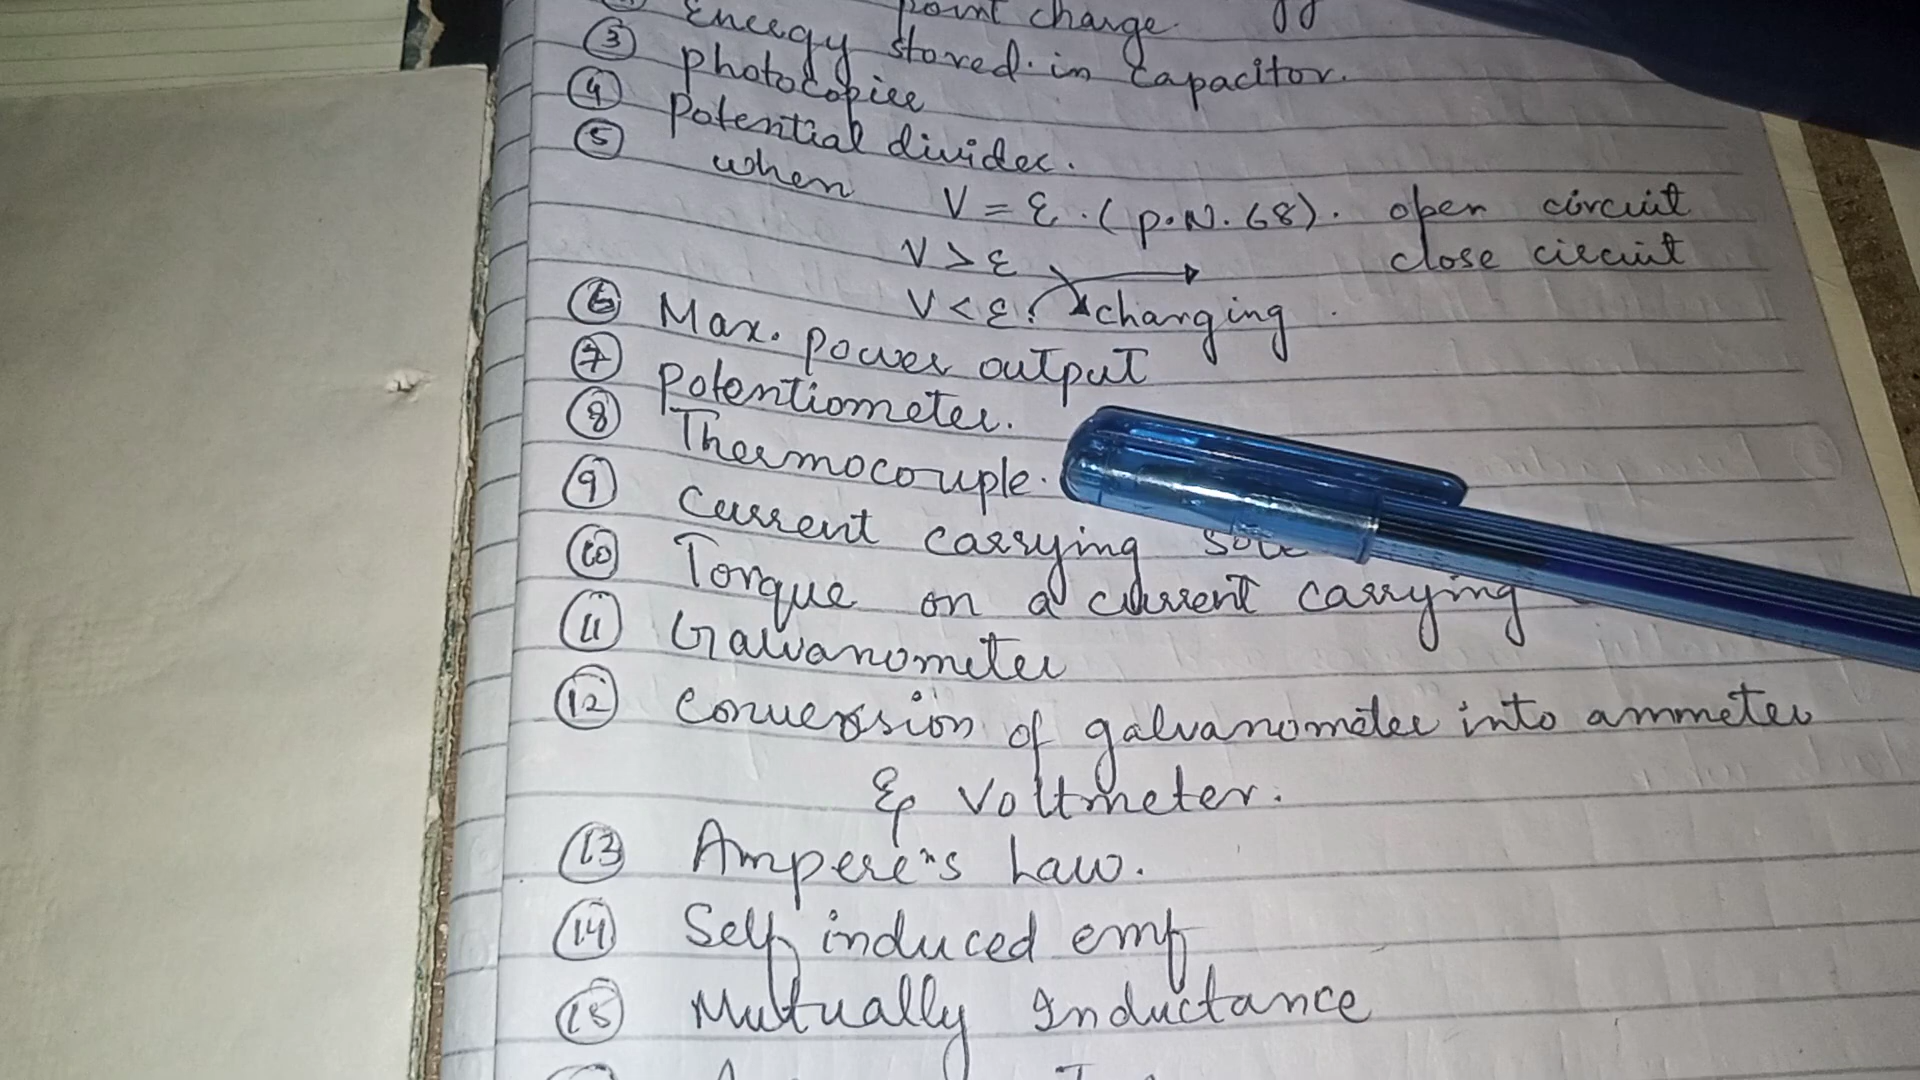 point charge.
Energy stored in capacitor.
③ photocopier
④ Potential divider.
⑤ when V = ε. (P.N. 68). open circuit
V > ε close circuit
V < ε. charging.
⑥ Max. power output
⑦ Potentiometer.
⑧ Thermocouple.
⑨ Current carrying
⑩ Torque on a current carrying
⑪ Galvanometer
⑫ Conversion of galvanometer into ammeter
& Voltmeter.
⑬ Ampere's Law.
⑭ Self induced emf
⑮ Mutually Inductance